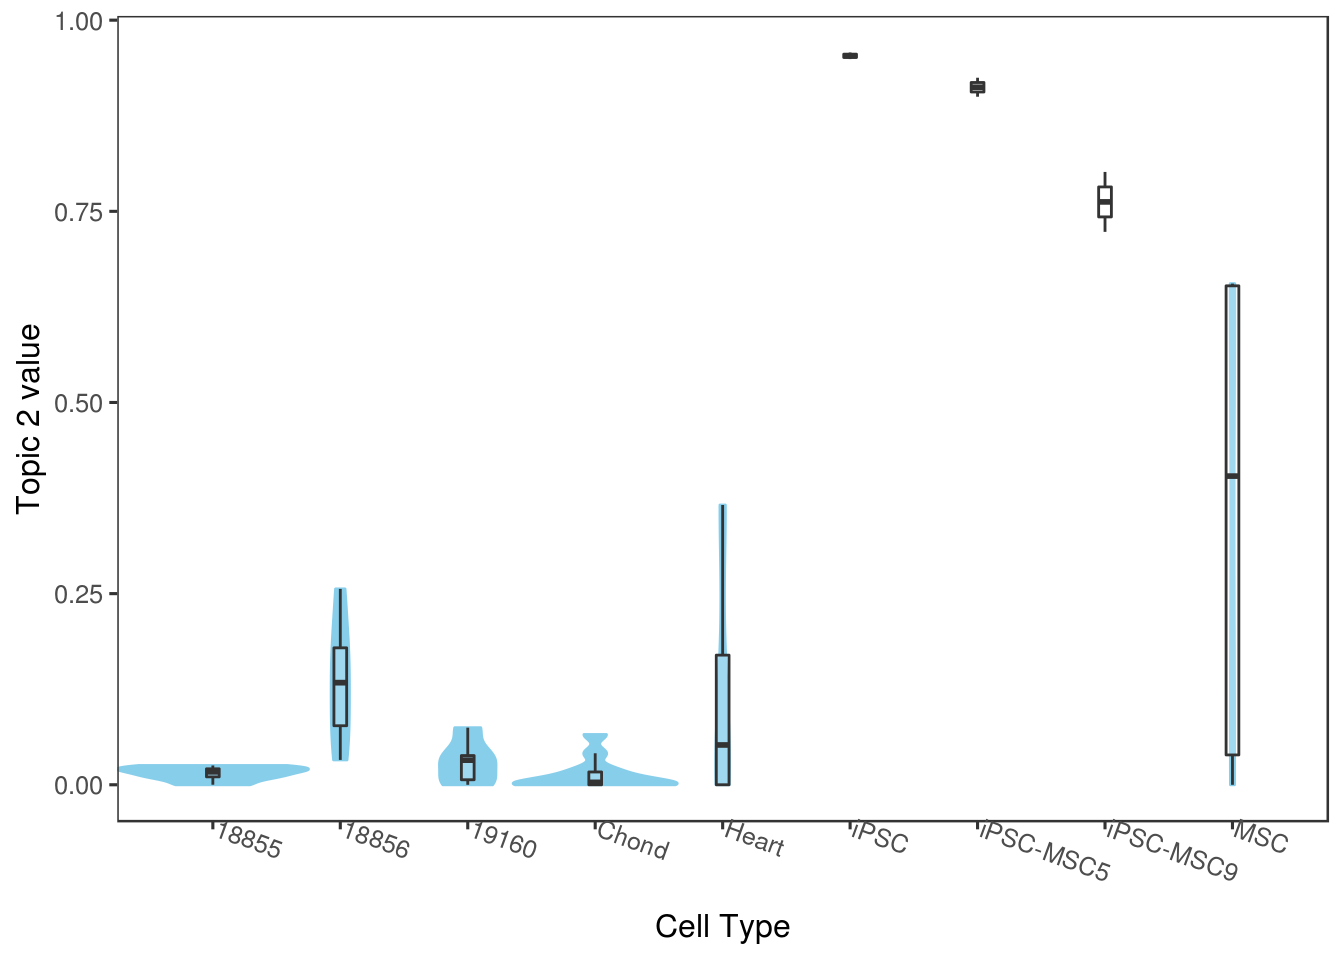 1.00
0.75
0.50
0.25
0.00
Topic 2 value
18855
18856
19160
Chond
Heart
iPSC
iPSC-MSC5
iPSC-MSC9
MSC
Cell Type